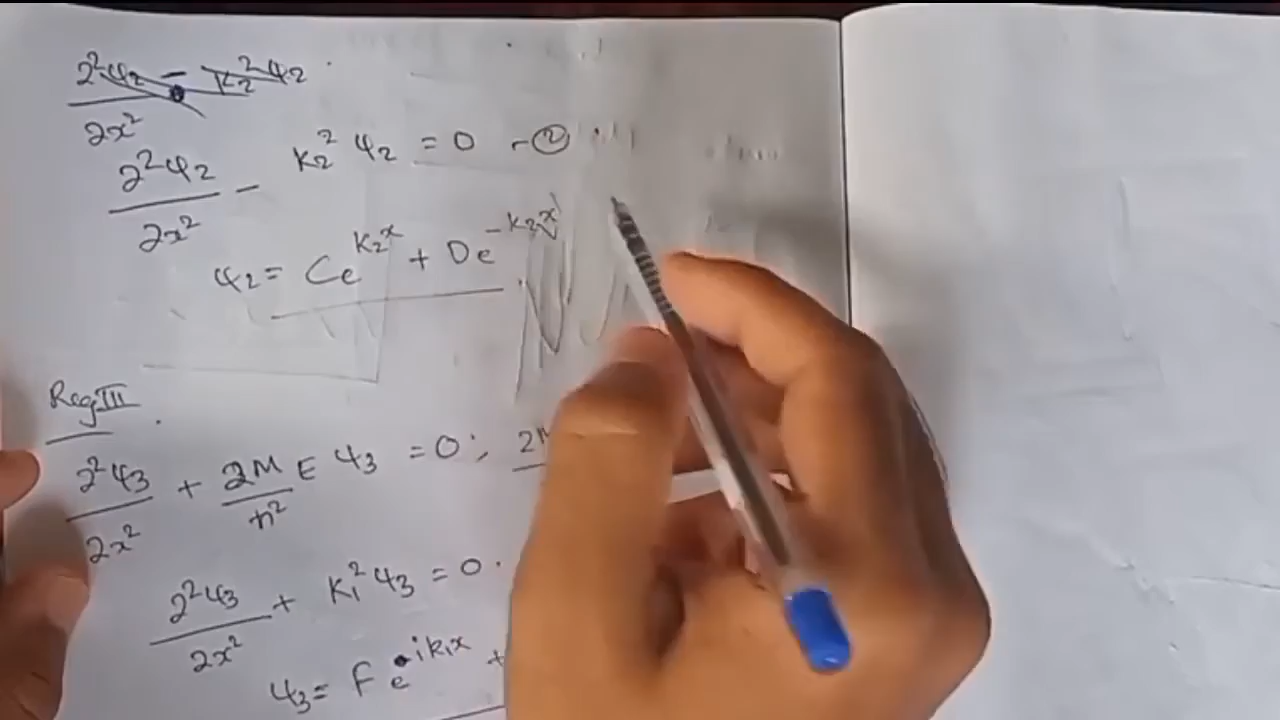 ∂²ψ₂ = K₂²ψ₂
∂x²
∂²ψ₂/∂x² - K₂² ψ₂ = 0 - ②
ψ₂ = Ce^{K₂x} + De^{-K₂x}
Reg III
∂²ψ₃/∂x² + 2M/ħ² E ψ₃ = 0 ; 2M
∂²ψ₃/∂x² + K₁² ψ₃ = 0 .
ψ₃ = F e^{ik₁x} +